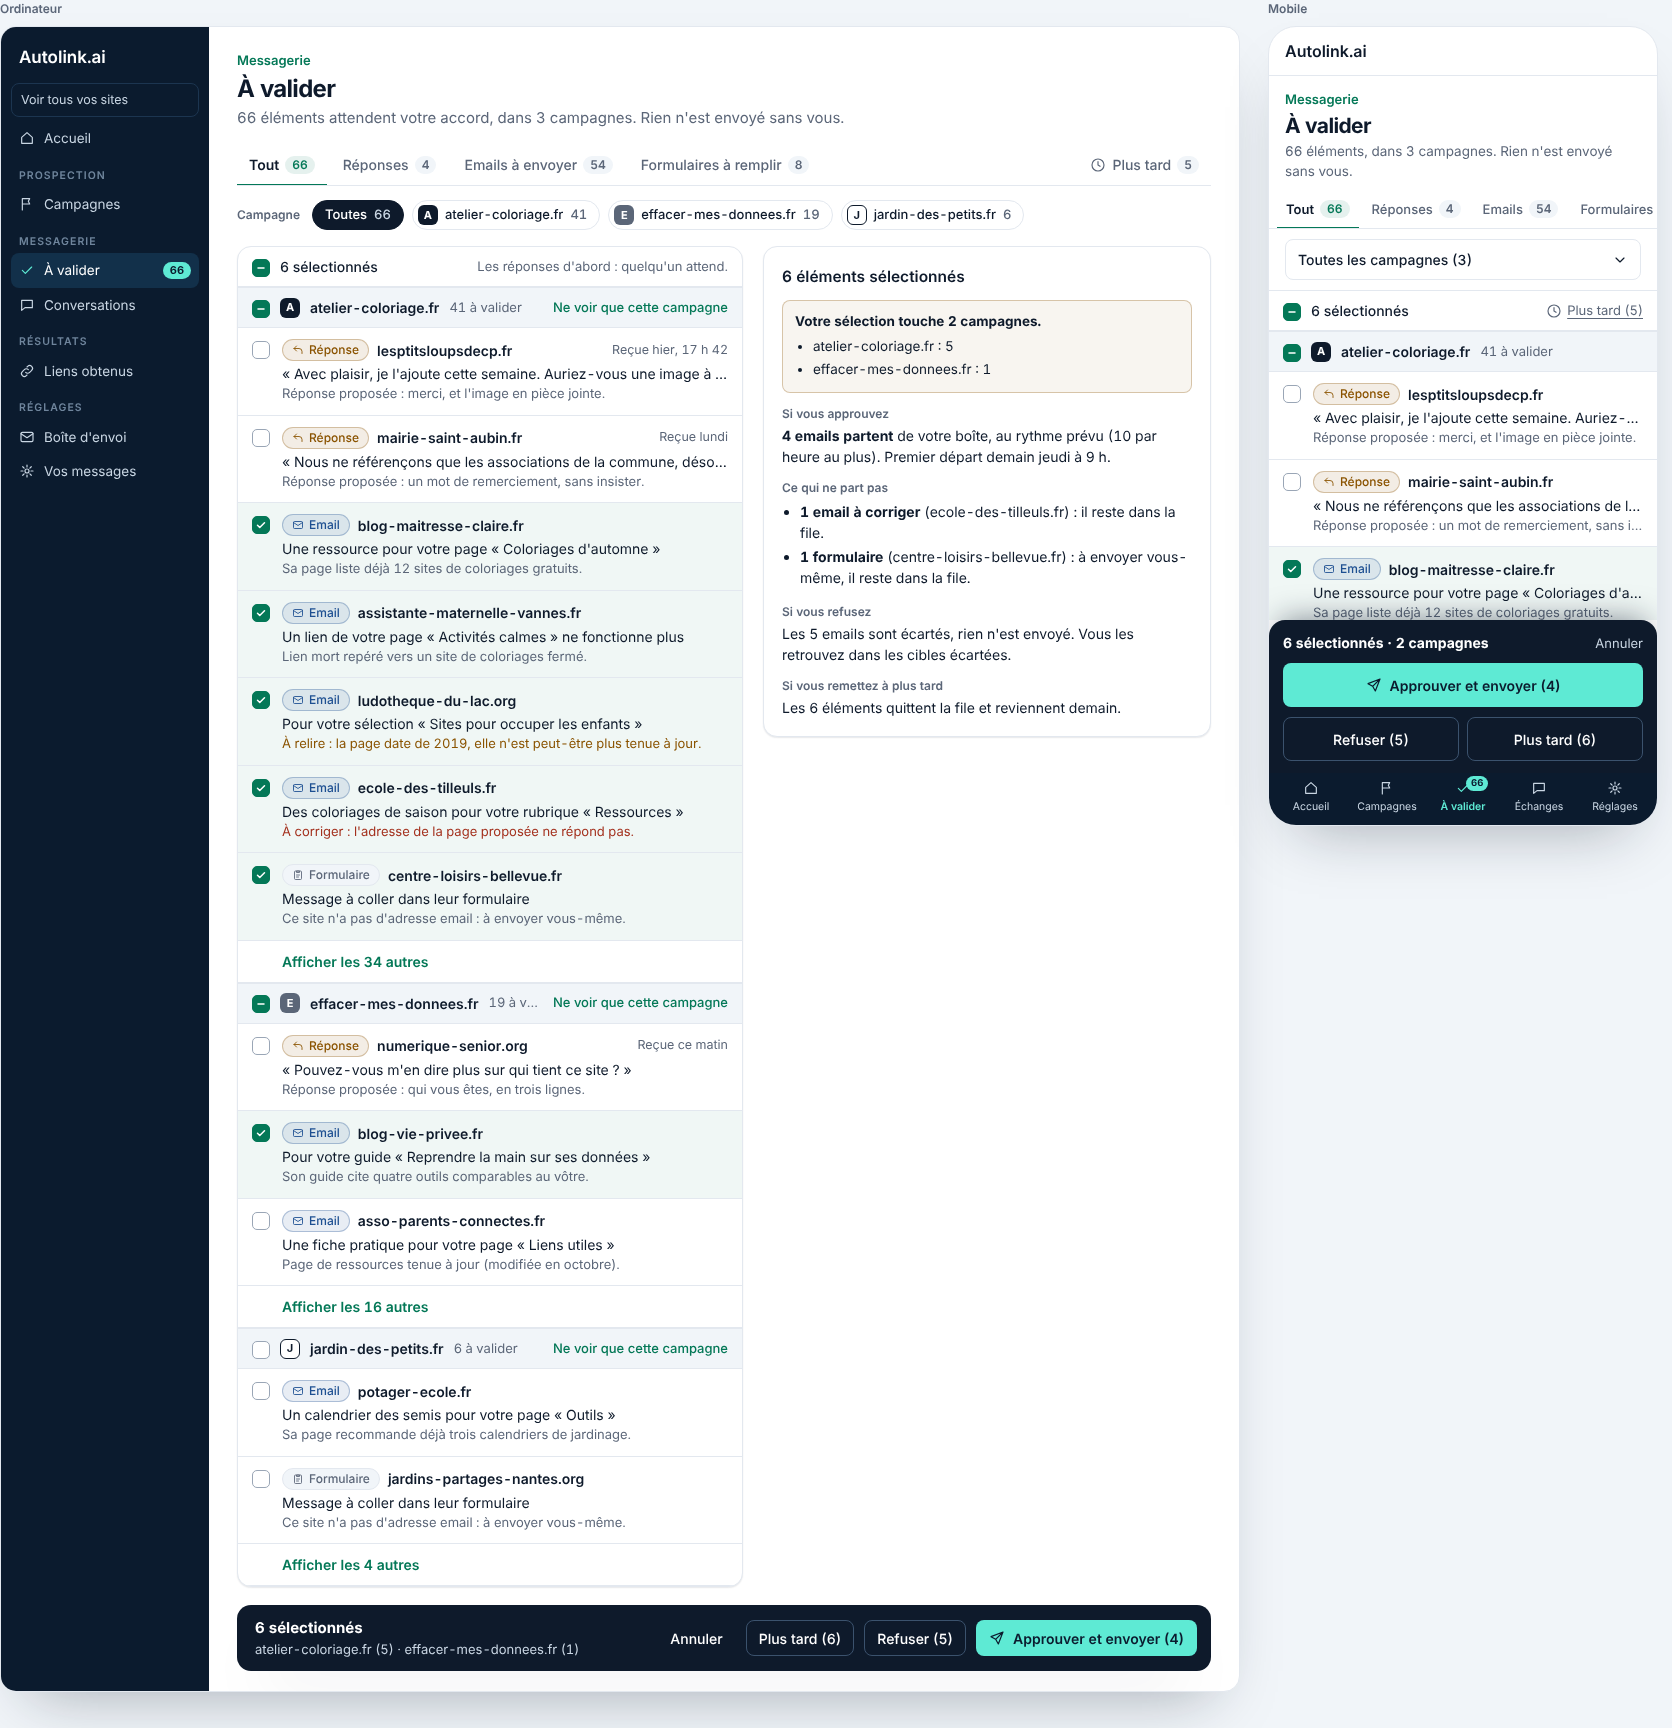 Ordinateur
Autolink.ai
Voir tous vos sites
Accueil
PROSPECTION
Campagnes
MESSAGERIE
À valider 66
Conversations
RÉSULTATS
Liens obtenus
RÉGLAGES
Boîte d'envoi
Vos messages
Messagerie
À valider
66 éléments attendent votre accord, dans 3 campagnes. Rien n'est envoyé sans vous.
Tout 66 Réponses 4 Emails à envoyer 54 Formulaires à remplir 8 Plus tard 5
Campagne Toutes 66 A atelier-coloriage.fr 41 E effacer-mes-donnees.fr 19 J jardin-des-petits.fr 6
6 sélectionnés Les réponses d'abord : quelqu'un attend.
A atelier-coloriage.fr 41 à valider Ne voir que cette campagne
Réponse lesptitsloupsdecp.fr Reçue hier, 17 h 42
« Avec plaisir, je l'ajoute cette semaine. Auriez-vous une image à ...
Réponse proposée : merci, et l'image en pièce jointe.
Réponse mairie-saint-aubin.fr Reçue lundi
« Nous ne référençons que les associations de la commune, déso...
Réponse proposée : un mot de remerciement, sans insister.
Email blog-maitresse-claire.fr
Une ressource pour votre page « Coloriages d'automne »
Sa page liste déjà 12 sites de coloriages gratuits.
Email assistante-maternelle-vannes.fr
Un lien de votre page « Activités calmes » ne fonctionne plus
Lien mort repéré vers un site de coloriages fermé.
Email ludotheque-du-lac.org
Pour votre sélection « Sites pour occuper les enfants »
À relire : la page date de 2019, elle n'est peut-être plus tenue à jour.
Email ecole-des-tilleuls.fr
Des coloriages de saison pour votre rubrique « Ressources »
À corriger : l'adresse de la page proposée ne répond pas.
Formulaire centre-loisirs-bellevue.fr
Message à coller dans leur formulaire
Ce site n'a pas d'adresse email : à envoyer vous-même.
Afficher les 34 autres
E effacer-mes-donnees.fr 19 à v... Ne voir que cette campagne
Réponse numerique-senior.org Reçue ce matin
« Pouvez-vous m'en dire plus sur qui tient ce site ? »
Réponse proposée : qui vous êtes, en trois lignes.
Email blog-vie-privee.fr
Pour votre guide « Reprendre la main sur ses données »
Son guide cite quatre outils comparables au vôtre.
Email asso-parents-connectes.fr
Une fiche pratique pour votre page « Liens utiles »
Page de ressources tenue à jour (modifiée en octobre).
Afficher les 16 autres
J jardin-des-petits.fr 6 à valider Ne voir que cette campagne
Email potager-ecole.fr
Un calendrier des semis pour votre page « Outils »
Sa page recommande déjà trois calendriers de jardinage.
Formulaire jardins-partages-nantes.org
Message à coller dans leur formulaire
Ce site n'a pas d'adresse email : à envoyer vous-même.
Afficher les 4 autres
6 éléments sélectionnés
Votre sélection touche 2 campagnes.
• atelier-coloriage.fr : 5
• effacer-mes-donnees.fr : 1
Si vous approuvez
4 emails partent de votre boîte, au rythme prévu (10 par
heure au plus). Premier départ demain jeudi à 9 h.
Ce qui ne part pas
• 1 email à corriger (ecole-des-tilleuls.fr) : il reste dans la
file.
• 1 formulaire (centre-loisirs-bellevue.fr) : à envoyer vous-
même, il reste dans la file.
Si vous refusez
Les 5 emails sont écartés, rien n'est envoyé. Vous les
retrouvez dans les cibles écartées.
Si vous remettez à plus tard
Les 6 éléments quittent la file et reviennent demain.
6 sélectionnés
atelier-coloriage.fr (5) · effacer-mes-donnees.fr (1)
Annuler Plus tard (6) Refuser (5) Approuver et envoyer (4)
Mobile
Autolink.ai
Messagerie
À valider
66 éléments, dans 3 campagnes. Rien n'est envoyé
sans vous.
Tout 66 Réponses 4 Emails 54 Formulaires
Toutes les campagnes (3)
6 sélectionnés Plus tard (5)
A atelier-coloriage.fr 41 à valider
Réponse lesptitsloupsdecp.fr
« Avec plaisir, je l'ajoute cette semaine. Auriez-...
Réponse proposée : merci, et l'image en pièce jointe.
Réponse mairie-saint-aubin.fr
« Nous ne référençons que les associations de l...
Réponse proposée : un mot de remerciement, sans i...
Email blog-maitresse-claire.fr
Une ressource pour votre page « Coloriages d'a...
Sa page liste déjà 12 sites de coloriages gratuits.
6 sélectionnés · 2 campagnes Annuler
Approuver et envoyer (4)
Refuser (5) Plus tard (6)
66
Accueil Campagnes À valider Échanges Réglages